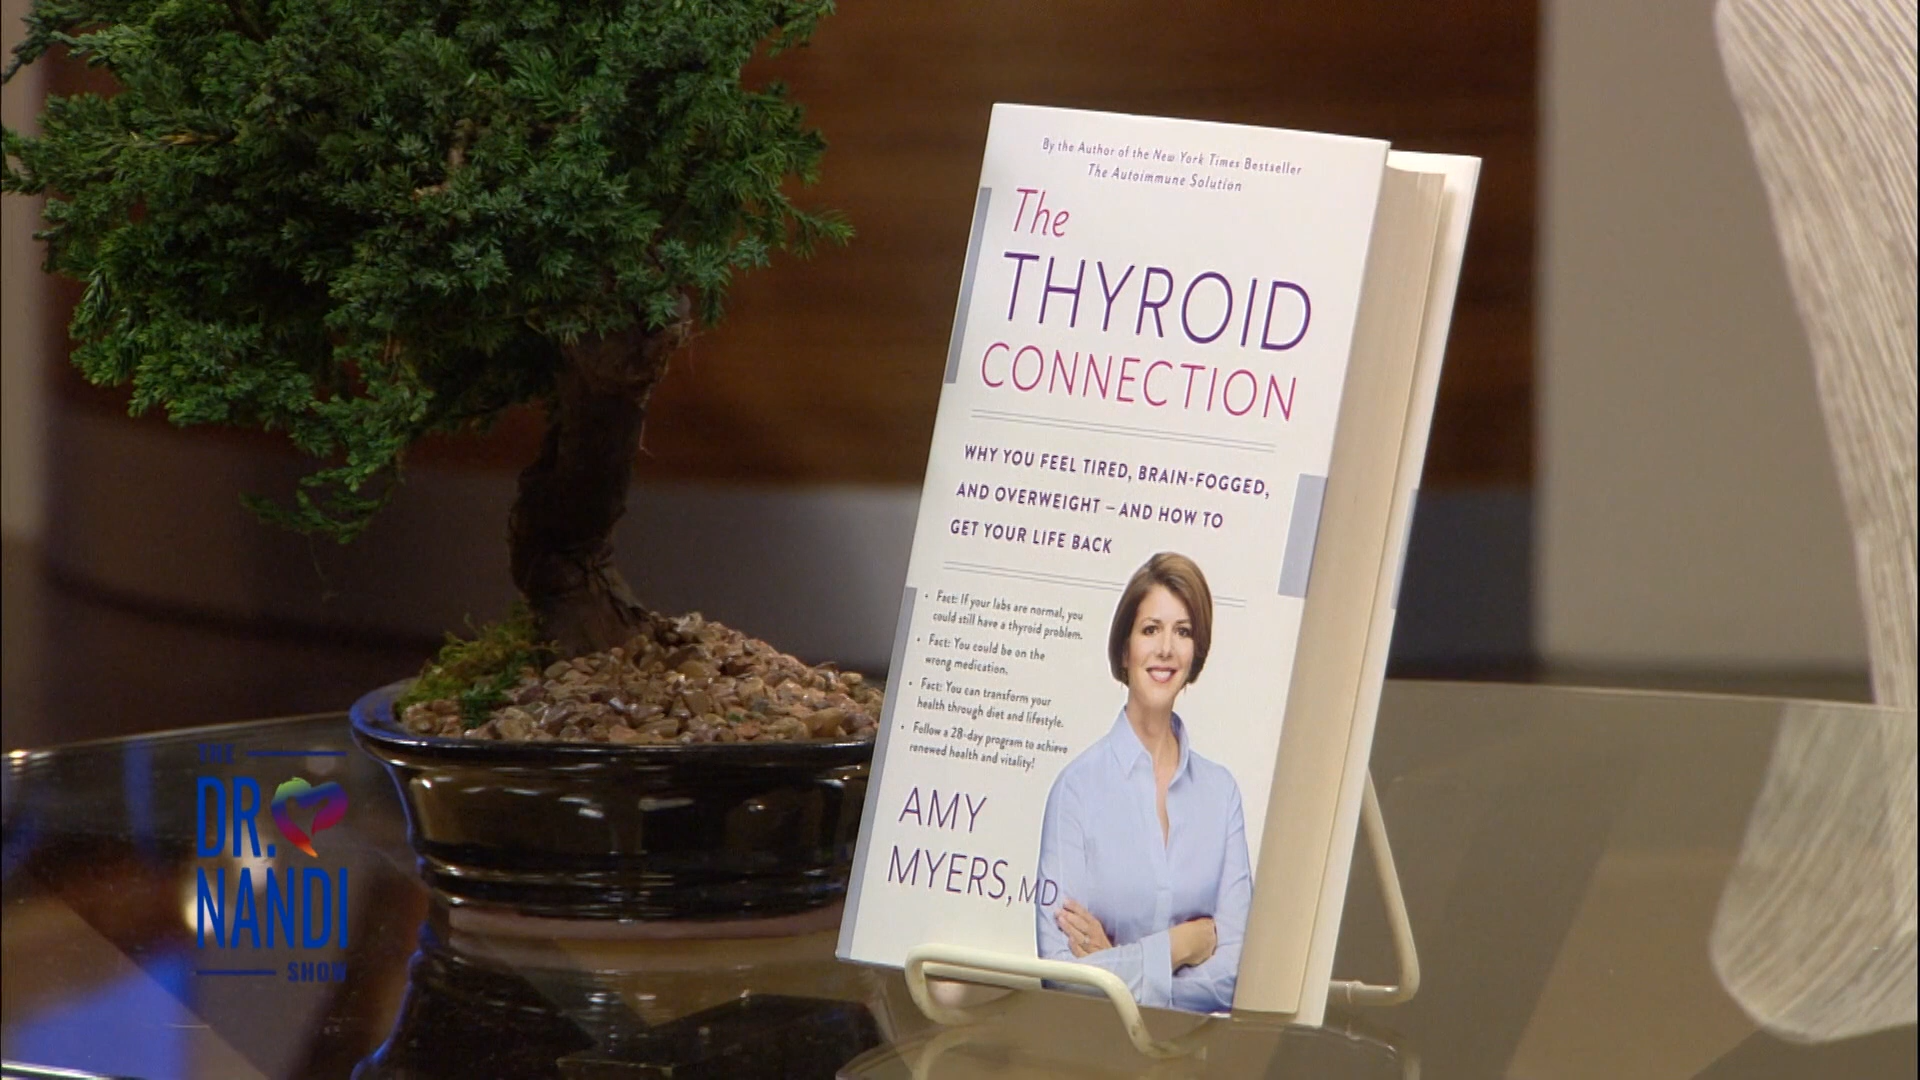 By the Author of the New York Times Bestseller
The Autoimmune Solution
The
THYROID
CONNECTION
WHY YOU FEEL TIRED, BRAIN-FOGGED,
AND OVERWEIGHT – AND HOW TO
GET YOUR LIFE BACK
• Fact: If your labs are normal, you
could still have a thyroid problem.
• Fact: You could be on the
wrong medication.
• Fact: You can transform your
health through diet and lifestyle.
• Follow a 28-day program to achieve
renewed health and vitality!
AMY
MYERS, MD
THE
DR.
NANDI
SHOW